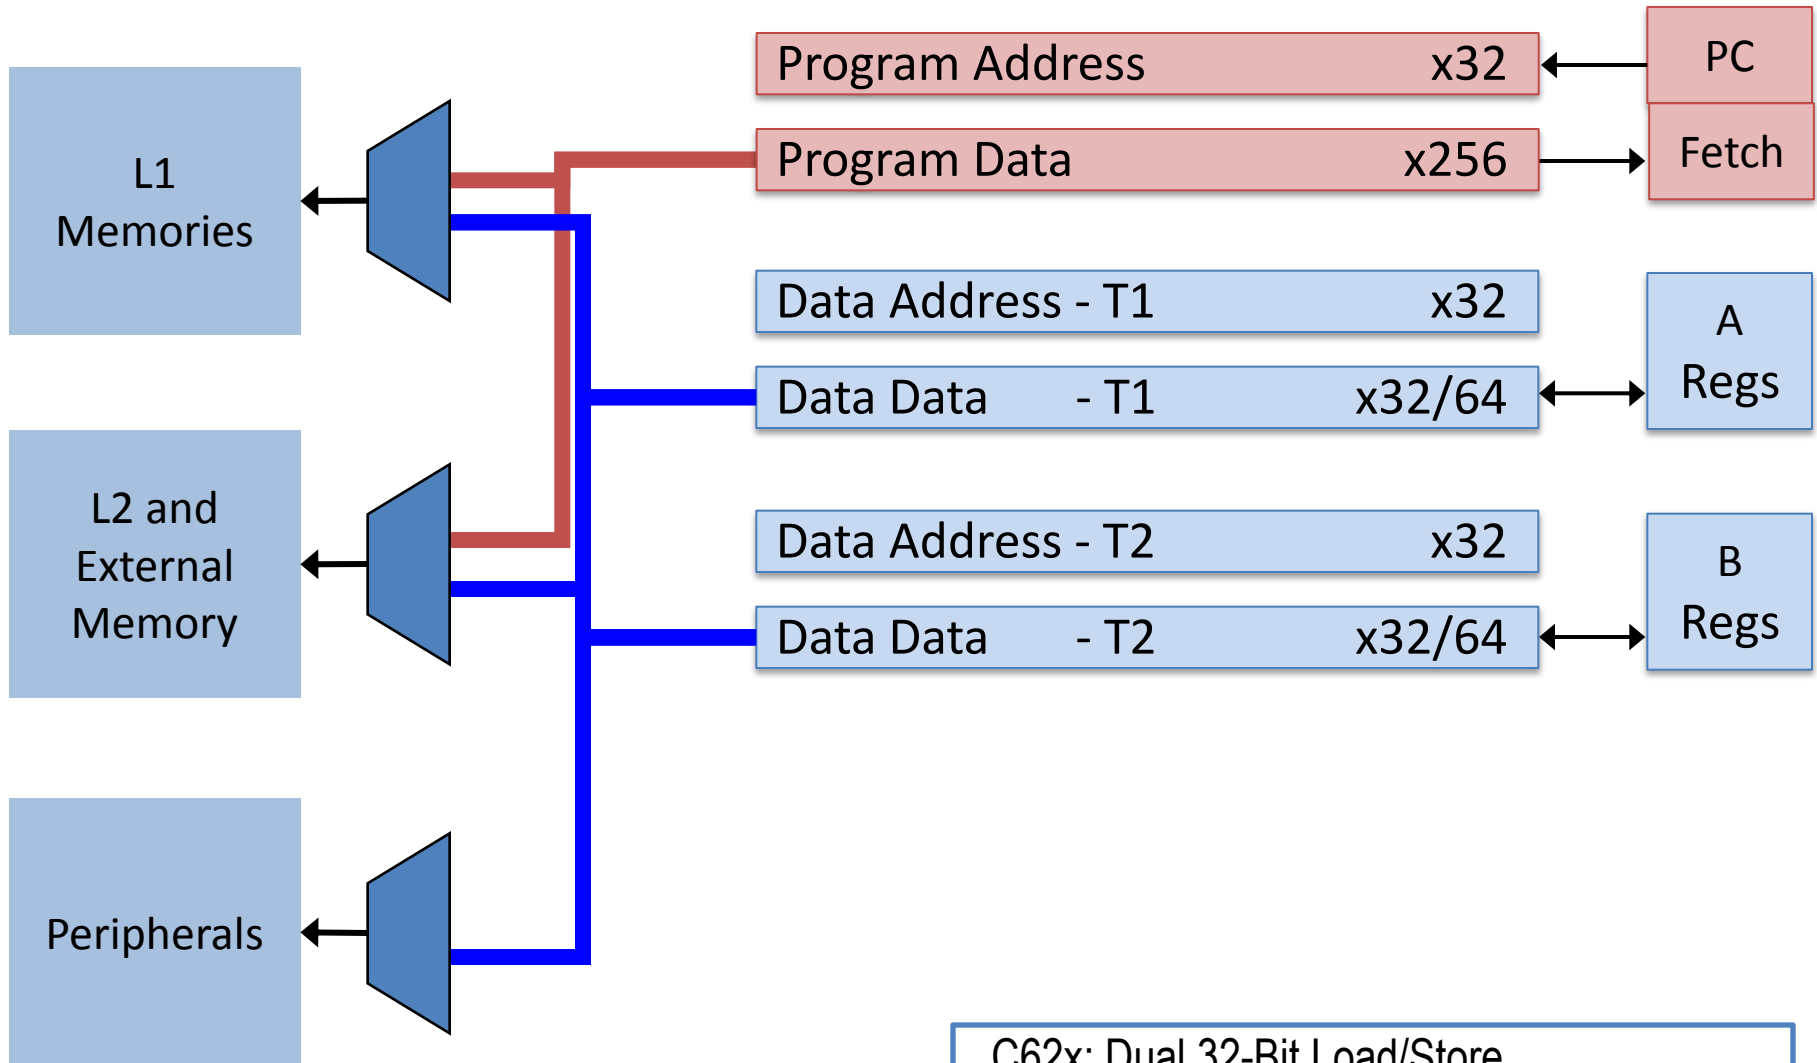 Program Address x32
PC
Program Data x256
Fetch
L1
Memories
Data Address - T1 x32
Data Data - T1 x32/64
A
Regs
L2 and
External
Memory
Data Address - T2 x32
Data Data - T2 x32/64
B
Regs
Peripherals
C62x: Dual 32-Bit Load/Store